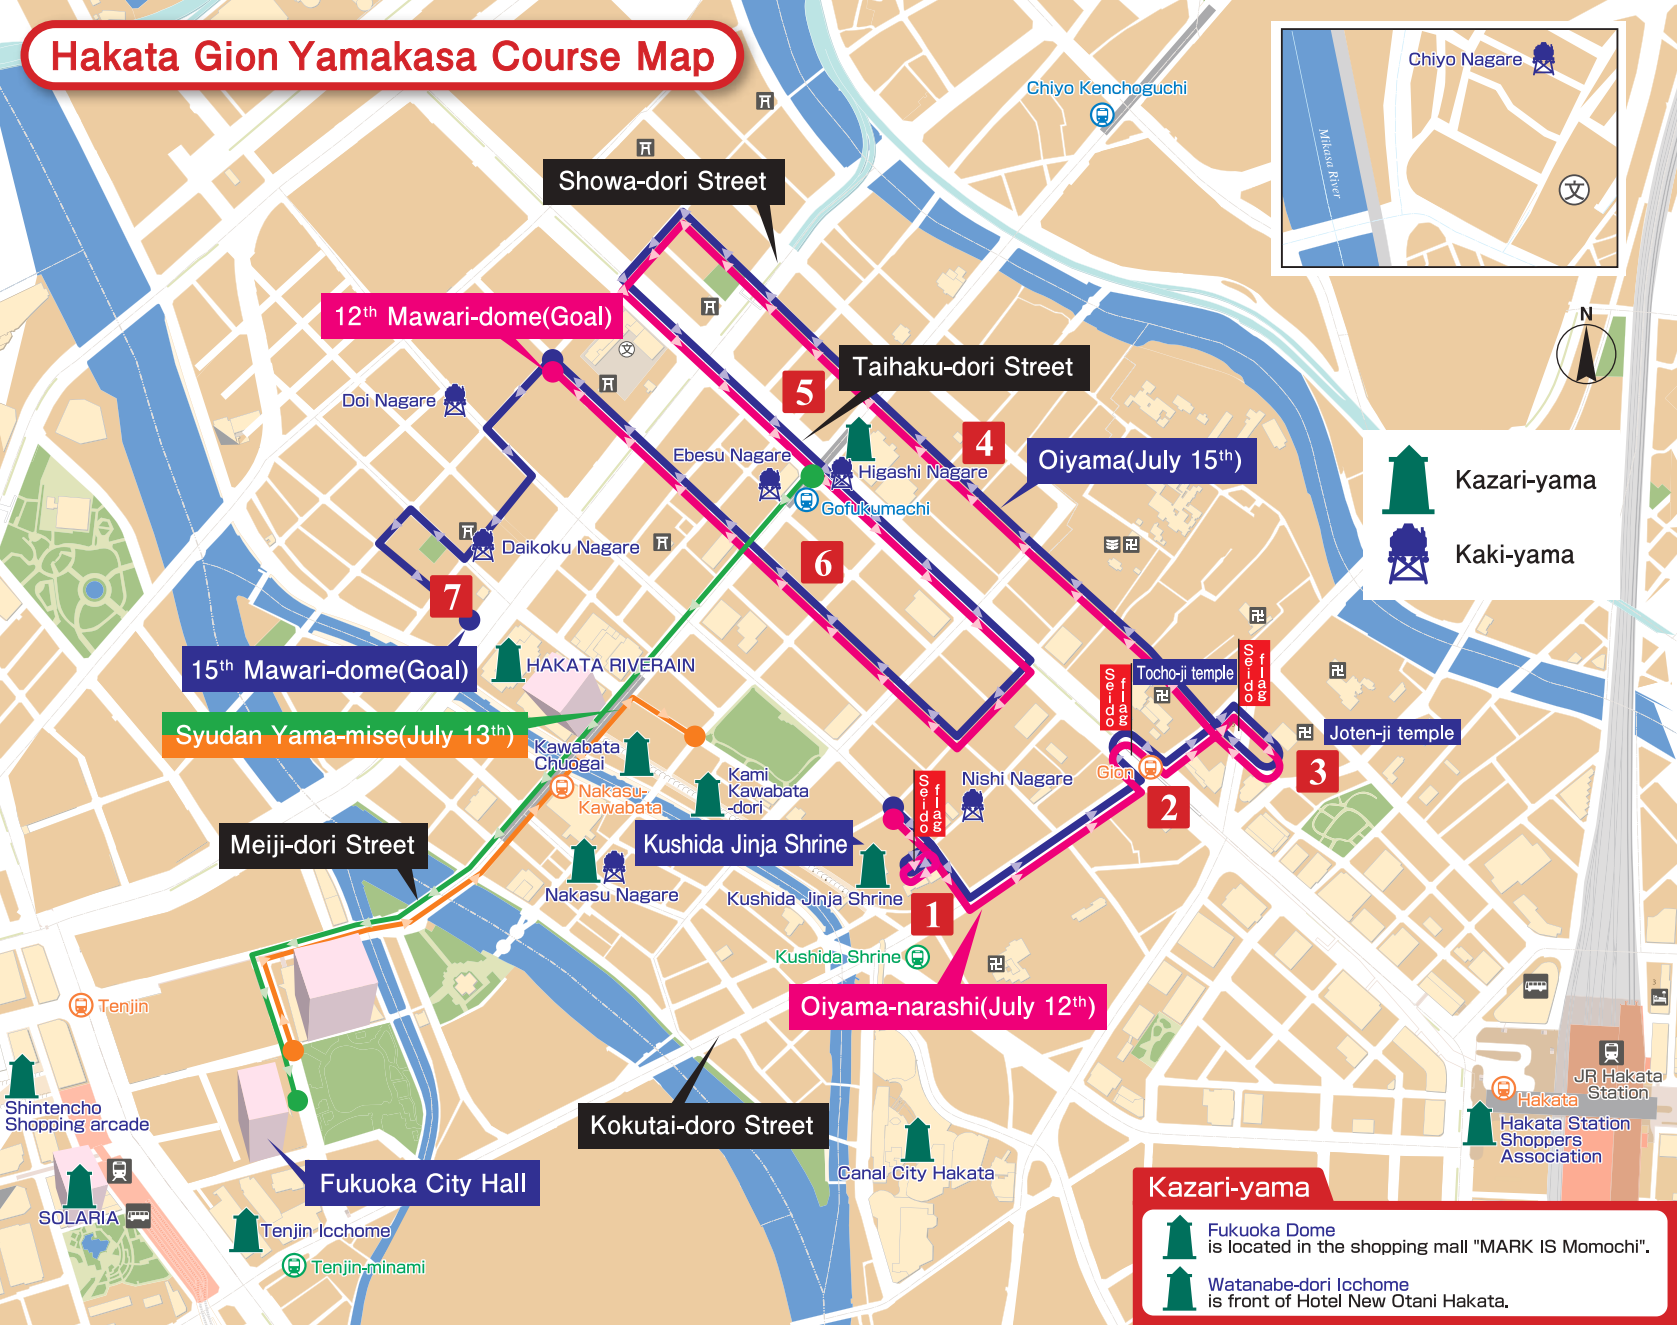 Hakata Gion Yamakasa Course Map
Chiyo Nagare
Mikasa River
文
Chiyo Kenchoguchi
Showa-dori Street
N
12th Mawari-dome(Goal)
文
Taihaku-dori Street
5
4
Doi Nagare
Ebesu Nagare
Higashi Nagare
Oiyama(July 15th)
Gofukumachi
Kazari-yama
Kaki-yama
Daikoku Nagare
6
7
15th Mawari-dome(Goal)
HAKATA RIVERAIN
Seido
flag
Tocho-ji temple
Seido
flag
Syudan Yama-mise(July 13th)
Joten-ji temple
Kawabata
Chuogai
Gion
3
Nakasu-
Kawabata
Kami
Kawabata
-dori
Seido
flag
Nishi Nagare
2
Meiji-dori Street
Kushida Jinja Shrine
Nakasu Nagare
Kushida Jinja Shrine
1
Kushida Shrine
Oiyama-narashi(July 12th)
Tenjin
Shintencho
Shopping arcade
Kokutai-doro Street
JR Hakata
Station
Hakata
Hakata Station
Shoppers
Association
Canal City Hakata
Fukuoka City Hall
SOLARIA
Tenjin Icchome
Tenjin-minami
Kazari-yama
Fukuoka Dome
is located in the shopping mall "MARK IS Momochi".
Watanabe-dori Icchome
is front of Hotel New Otani Hakata.